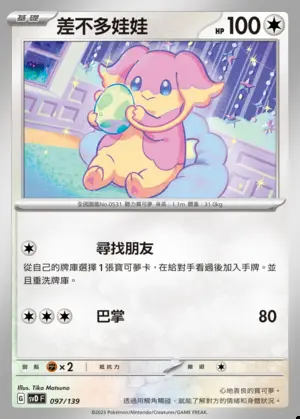 基礎
差不多娃娃
HP 100
全國圖鑑No.0531 聽力寶可夢 身高:1.1m 體重:31.0kg
尋找朋友
從自己的牌庫選擇1張寶可夢卡,在給對手看過後加入手牌。並且重洗牌庫。
巴掌 80
弱點 ×2 抵抗力 撤退
Illus. Tika Matsuno
G SVD F 097/139
心地善良的寶可夢。
透過用觸角觸碰,就能了解對方的情緒和身體狀況。
©2023 Pokémon/Nintendo/Creatures/GAME FREAK.